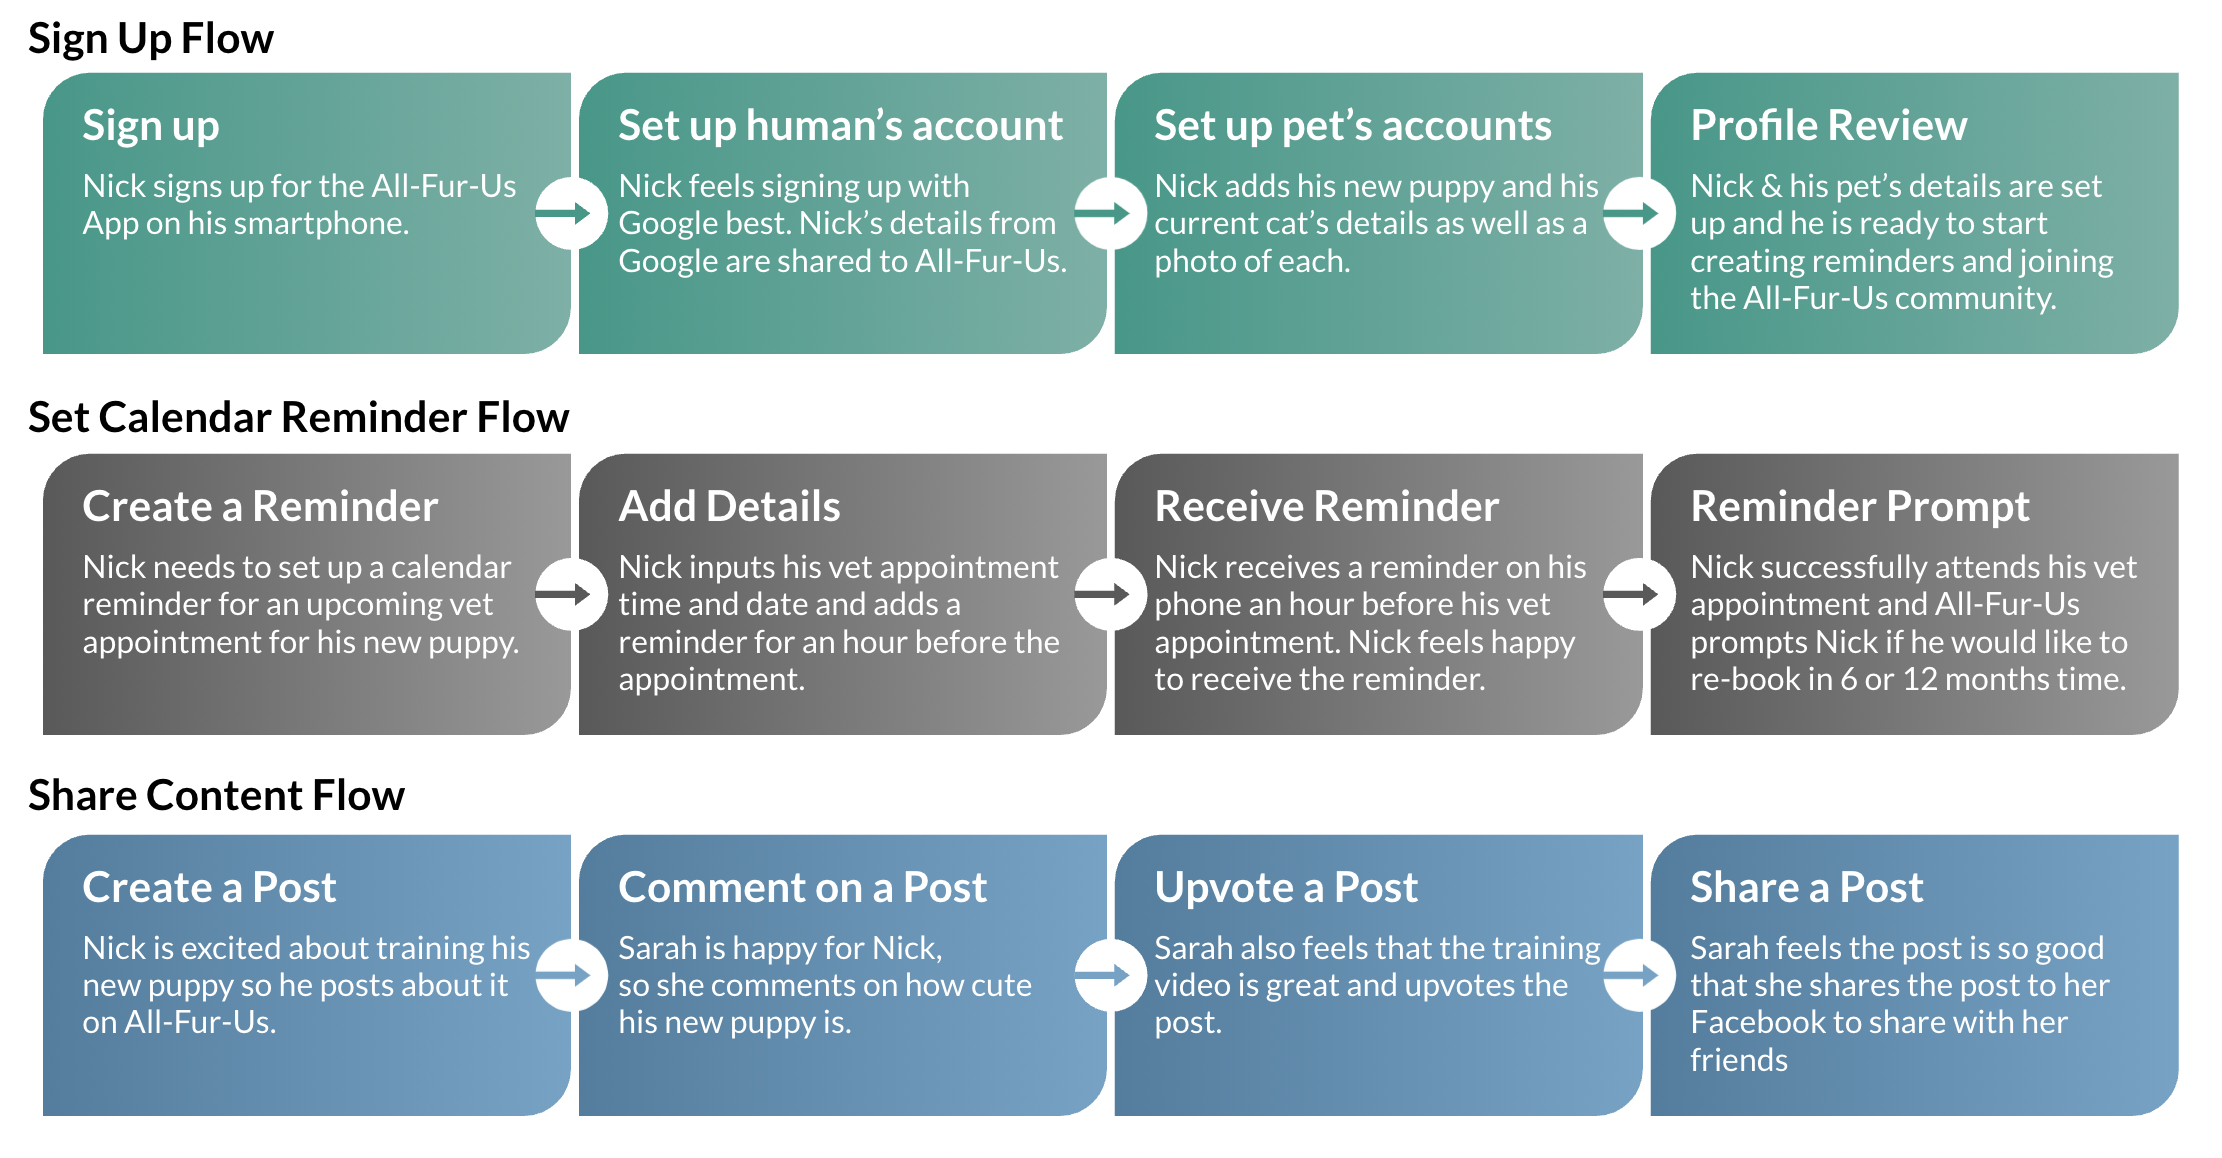 Sign Up Flow
Sign up
Nick signs up for the All-Fur-Us
App on his smartphone.
Set up human’s account
Nick feels signing up with
Google best. Nick’s details from
Google are shared to All-Fur-Us.
Set up pet’s accounts
Nick adds his new puppy and his
current cat’s details as well as a
photo of each.
Profile Review
Nick & his pet’s details are set
up and he is ready to start
creating reminders and joining
the All-Fur-Us community.
Set Calendar Reminder Flow
Create a Reminder
Nick needs to set up a calendar
reminder for an upcoming vet
appointment for his new puppy.
Add Details
Nick inputs his vet appointment
time and date and adds a
reminder for an hour before the
appointment.
Receive Reminder
Nick receives a reminder on his
phone an hour before his vet
appointment. Nick feels happy
to receive the reminder.
Reminder Prompt
Nick successfully attends his vet
appointment and All-Fur-Us
prompts Nick if he would like to
re-book in 6 or 12 months time.
Share Content Flow
Create a Post
Nick is excited about training his
new puppy so he posts about it
on All-Fur-Us.
Comment on a Post
Sarah is happy for Nick,
so she comments on how cute
his new puppy is.
Upvote a Post
Sarah also feels that the training
video is great and upvotes the
post.
Share a Post
Sarah feels the post is so good
that she shares the post to her
Facebook to share with her
friends